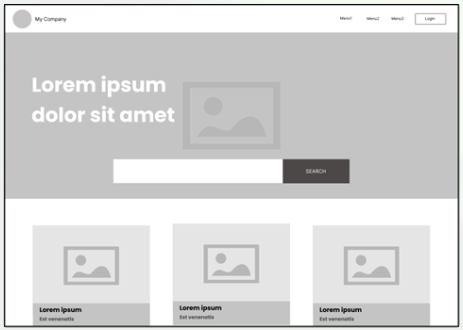 My Company
Menu1
Menu2
Menu3
Login
Lorem ipsum
dolor sit amet
SEARCH
Lorem ipsum
Est venenatis
Lorem ipsum
Est venenatis
Lorem ipsum
Est venenatis